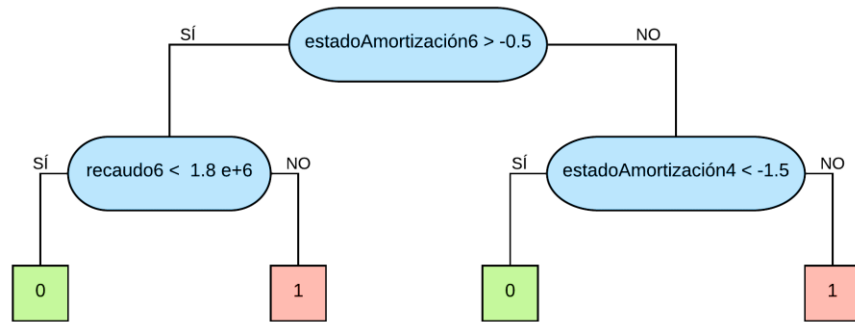 estadoAmortización6 > -0.5
SÍ
NO
recaudo6 < 1.8 e+6
estadoAmortización4 < -1.5
SÍ
NO
SÍ
NO
0
1
0
1